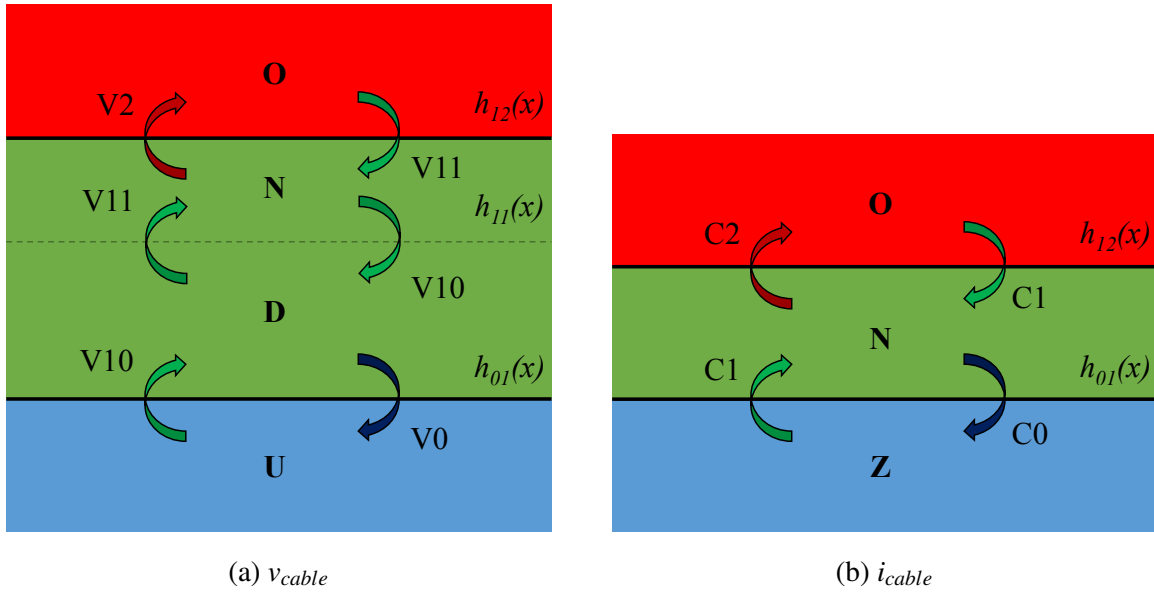 O
V2
h12(x)
V11
N
V11
h11(x)
V10
D
V10
h01(x)
V0
U
(a) vcable
O
C2
h12(x)
C1
N
C1
h01(x)
C0
Z
(b) icable